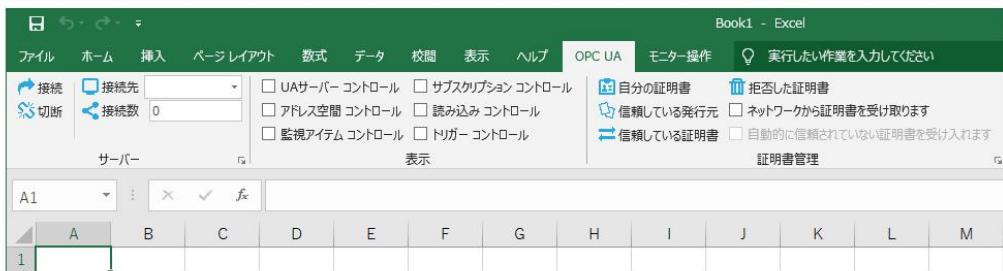 Book1 - Excel
ファイル ホーム 挿入 ページ レイアウト 数式 データ 校閲 表示 ヘルプ OPC UA モニター操作 実行したい作業を入力してください
接続 接続先 UAサーバー コントロール サブスクリプション コントロール 自分の証明書 拒否した証明書
切断 接続数 0 アドレス空間 コントロール 読み込み コントロール 信頼している発行元 ネットワークから証明書を受け取ります
監視アイテム コントロール トリガー コントロール 信頼している証明書 自動的に信頼されていない証明書を受け入れます
サーバー 表示 証明書管理
A1 fx
A B C D E F G H I J K L M
1